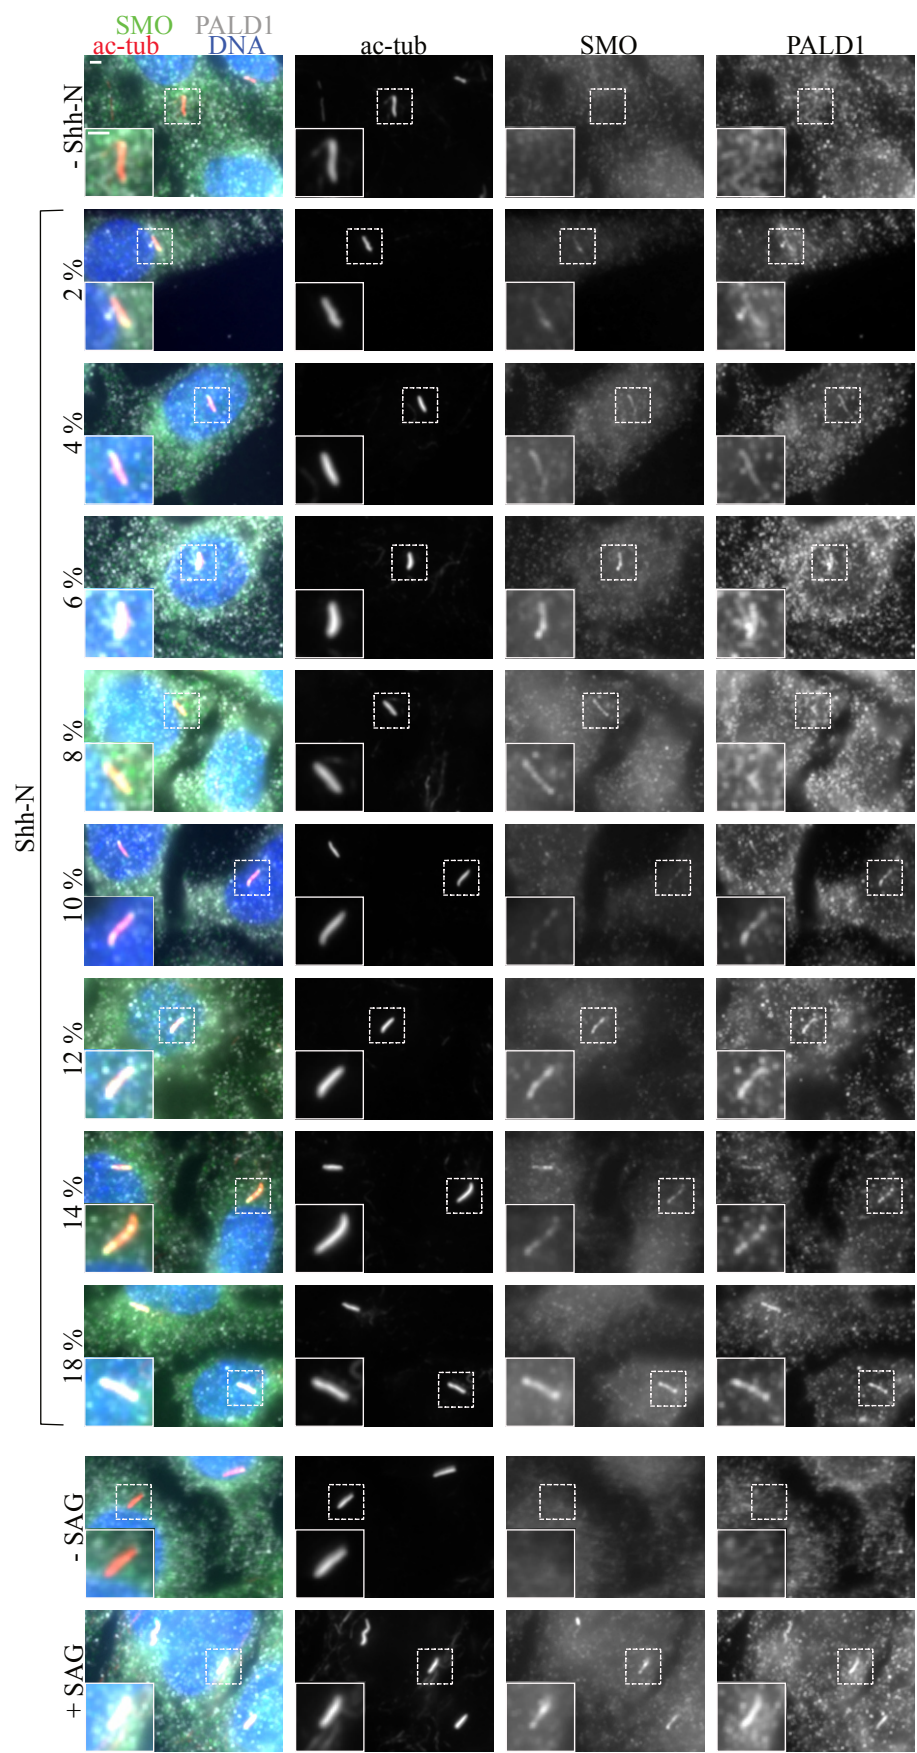 SMO PALD1
ac-tub DNA ac-tub SMO PALD1
- Shh-N
Shh-N
2 %
4 %
6 %
8 %
10 %
12 %
14 %
18 %
- SAG
+ SAG